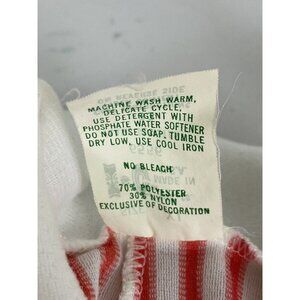 MACHINE WASH WARM,
DELICATE CYCLE,
USE DETERGENT WITH
PHOSPHATE WATER SOFTENER
DO NOT USE SOAP. TUMBLE
DRY LOW, USE COOL IRON
NO BLEACH
70% POLYESTER
30% NYLON
EXCLUSIVE OF DECORATION